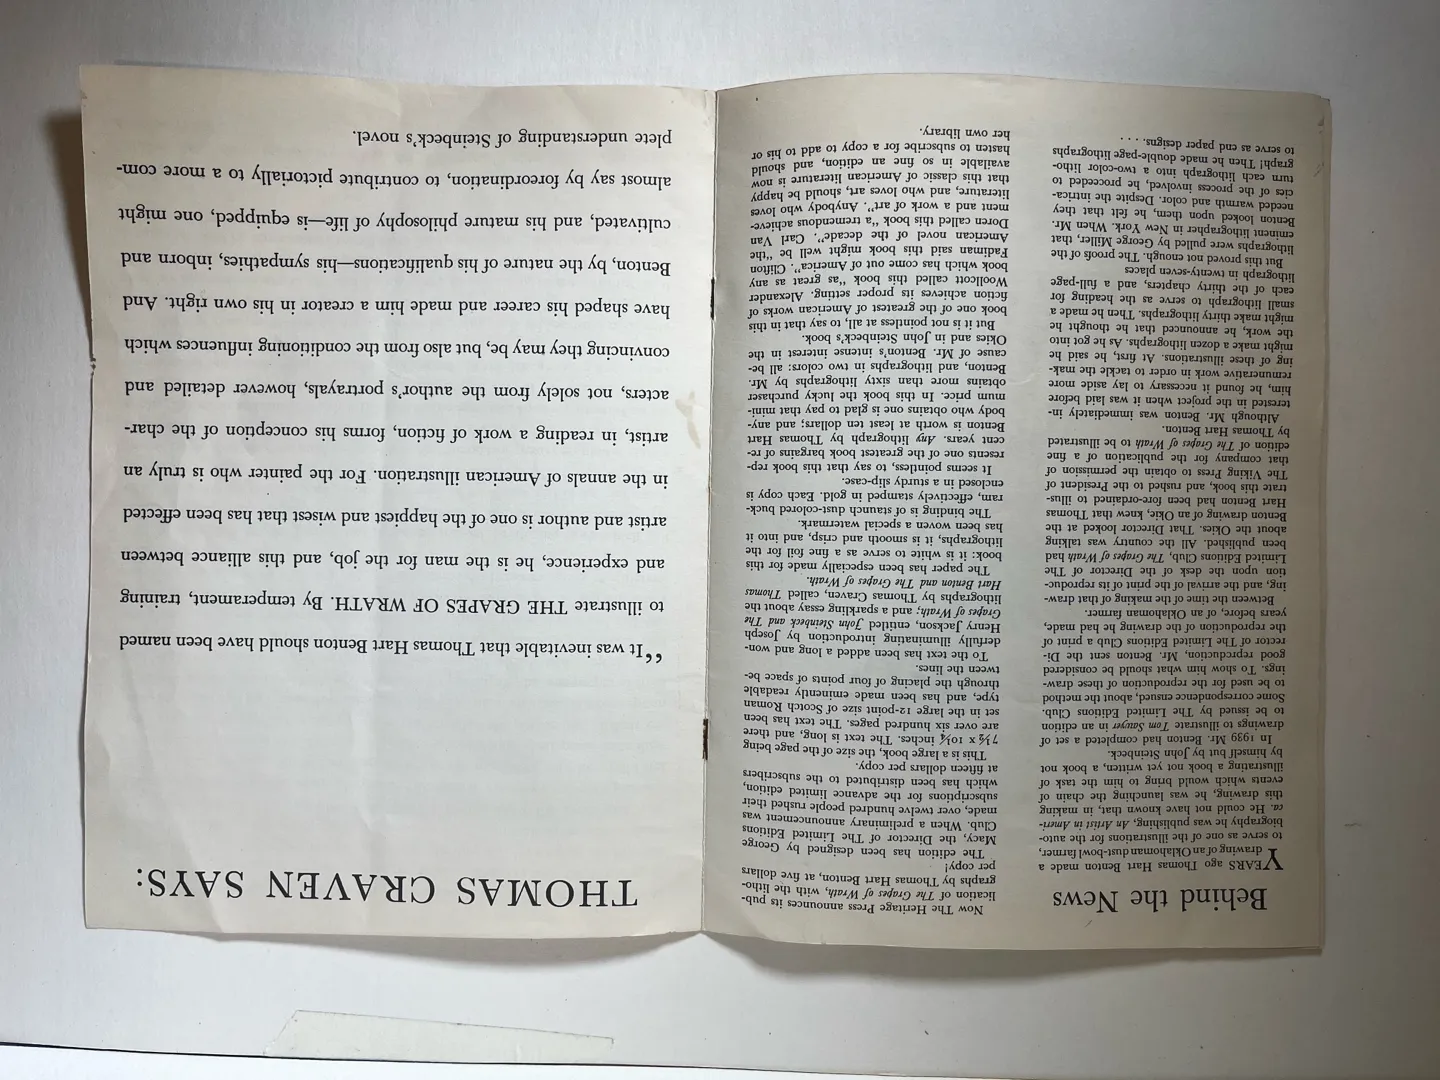 Behind the News
YEARS ago Thomas Hart Benton made a
drawing of an Oklahoman dust-bowl farmer,
to serve as one of the illustrations for the auto-
biography he was publishing, An Artist in Ameri-
ca. He could not have known that, in making
this drawing, he was launching the chain of
events which would bring to him the task of
illustrating a book not yet written, a book not
by himself but by John Steinbeck.
In 1939 Mr. Benton had completed a set of
drawings to illustrate Tom Sawyer in an edition
to be issued by The Limited Editions Club.
Some correspondence ensued, about the method
to be used for the reproduction of these draw-
ings. To show him what should be considered
good reproduction, Mr. Benton sent the Di-
rector of The Limited Editions Club a print of
the reproduction of the drawing he had made,
years before, of an Oklahoman farmer.
Between the time of the making of that draw-
ing, and the arrival of the print of its reproduc-
tion upon the desk of the Director of The
Limited Editions Club, The Grapes of Wrath had
been published. All the country was talking
about the Okies. That Director looked at the
Benton drawing of an Okie, knew that Thomas
Hart Benton had been fore-ordained to illus-
trate this book, and rushed to the President of
The Viking Press to obtain the permission of
that company for the publication of a fine
edition of The Grapes of Wrath to be illustrated
by Thomas Hart Benton.
Although Mr. Benton was immediately in-
terested in the project when it was laid before
him, he found it necessary to lay aside more
remunerative work in order to tackle the mak-
ing of these illustrations. At first, he said he
might make a dozen lithographs. As he got into
the work, he announced that he thought he
might make thirty lithographs. Then he made a
small lithograph to serve as the heading for
each of the thirty chapters, and a full-page
lithograph in twenty-seven places
But this proved not enough. The proofs of the
lithographs were pulled by George Miller, that
eminent lithographer in New York. When Mr.
Benton looked upon them, he felt that they
needed warmth and color. Despite the intrica-
cies of the process involved, he proceeded to
turn each lithograph into a two-color litho-
graph! Then he made double-page lithographs
to serve as end paper designs. . . .
Now The Heritage Press announces its pub-
lication of The Grapes of Wrath, with the litho-
graphs by Thomas Hart Benton, at five dollars
per copy!
The edition has been designed by George
Macy, the Director of The Limited Editions
Club. When a preliminary announcement was
made, over twelve hundred people rushed their
subscriptions for the advance limited edition,
which has been distributed to the subscribers
at fifteen dollars per copy.
This is a large book, the size of the page being
7½ x 10¼ inches. The text is long, and there
are over six hundred pages. The text has been
set in the large 12-point size of Scotch Roman
type, and has been made eminently readable
through the placing of four points of space be-
tween the lines.
To the text has been added a long and won-
derfully illuminating introduction by Joseph
Henry Jackson, entitled John Steinbeck and The
Grapes of Wrath; and a sparkling essay about the
lithographs by Thomas Craven, called Thomas
Hart Benton and The Grapes of Wrath.
The paper has been especially made for this
book: it is white to serve as a fine foil for the
lithographs, it is smooth and crisp, and into it
has been woven a special watermark.
The binding is of staunch dust-colored buck-
ram, effectively stamped in gold. Each copy is
enclosed in a sturdy slip-case.
It seems pointless, to say that this book rep-
resents one of the greatest book bargains of re-
cent years. Any lithograph by Thomas Hart
Benton is worth at least ten dollars; and any-
body who obtains one is glad to pay that mini-
mum price. In this book the lucky purchaser
obtains more than sixty lithographs by Mr.
Benton, and lithographs in two colors: all be-
cause of Mr. Benton's intense interest in the
Okies and in John Steinbeck's book.
But it is not pointless at all, to say that in this
book one of the greatest of American works of
fiction achieves its proper setting. Alexander
Woollcott called this book "as great as any
book which has come out of America". Clifton
Fadiman said this book might well be "the
American novel of the decade". Carl Van
Doren called this book "a tremendous achieve-
ment and a work of art". Anybody who loves
literature, and who loves art, should be happy
that this classic of American literature is now
available in so fine an edition, and should
hasten to subscribe for a copy to add to his or
her own library.
THOMAS CRAVEN SAYS:
"It was inevitable that Thomas Hart Benton should have been named
to illustrate THE GRAPES OF WRATH. By temperament, training
and experience, he is the man for the job, and this alliance between
artist and author is one of the happiest and wisest that has been effected
in the annals of American illustration. For the painter who is truly an
artist, in reading a work of fiction, forms his conception of the char-
acters, not solely from the author's portrayals, however detailed and
convincing they may be, but also from the conditioning influences which
have shaped his career and made him a creator in his own right. And
Benton, by the nature of his qualifications—his sympathies, inborn and
cultivated, and his mature philosophy of life—is equipped, one might
almost say by foreordination, to contribute pictorially to a more com-
plete understanding of Steinbeck's novel.